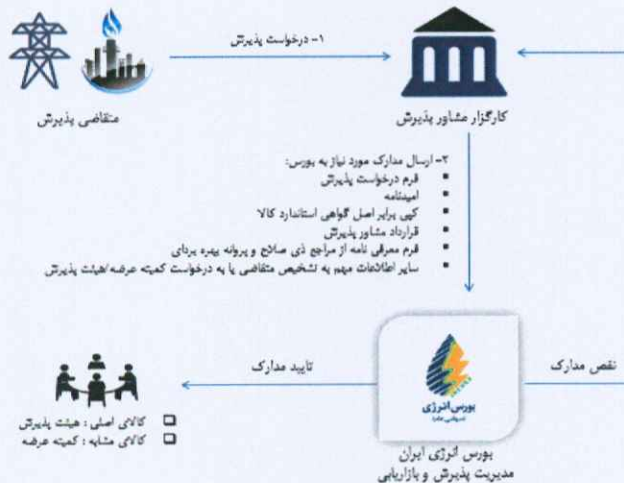 ۱- درخواست پذیرش
متقاضی پذیرش
کارگزار مشاور پذیرش
۲- ارسال مدارک مورد نیاز به بورس:
فرم درخواست پذیرش
امیدنامه
کپی برابر اصل گواهی استاندارد کالا
قرارداد مشاور پذیرش
فرم معرفی نامه از مراجع ذی صلاح و پروانه بهره برداری
سایر اطلاعات مهم به تشخیص متقاضی یا به درخواست کمیته عرضه/هیئت پذیرش
تایید مدارک
نقص مدارک
بورس انرژی
(سهامی عام)
کالای اصلی : هیئت پذیرش
کالای مشابه : کمیته عرضه
بورس انرژی ایران
مدیریت پذیرش و بازاریابی